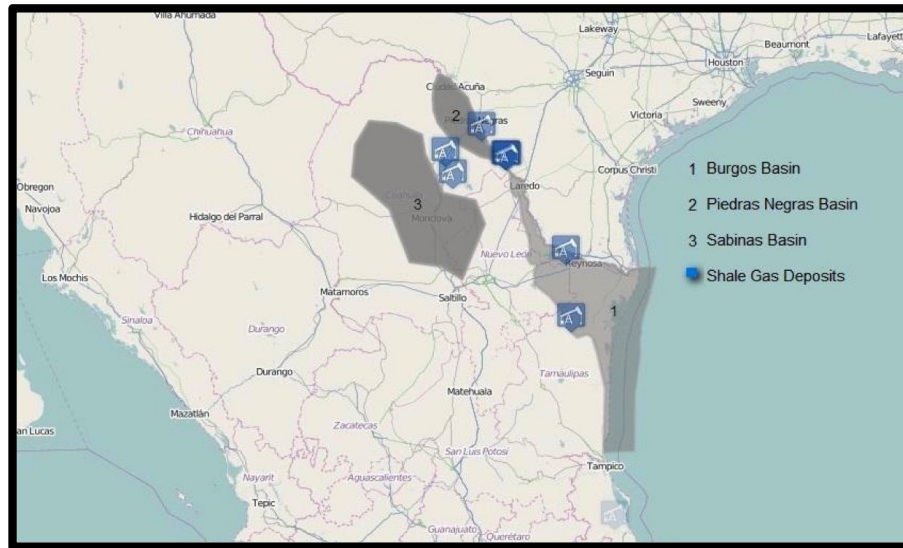 Villa Ahumada
Lakeway
Lafayett
Beaumont
Houston
Seguin
Ciudad Acuña
Sweeny
Victoria
2
Chihuahua
Corpus Christi
1 Burgos Basin
Obregon
Laredo
Navojoa
Coahuila
2 Piedras Negras Basin
3
Monclova
Hidalgo del Parral
3 Sabinas Basin
Nuevo León
Reynosa
Shale Gas Deposits
Los Mochis
Matamoros
Saltillo
1
Sinaloa
Durango
Tamaulipas
Durango
Matehuala
Mazatlán
Zacatecas
an Lucas
San Luis Potosí
Tampico
Nayarit
Aguascalientes
Tepic
Guanajuato
Querétaro